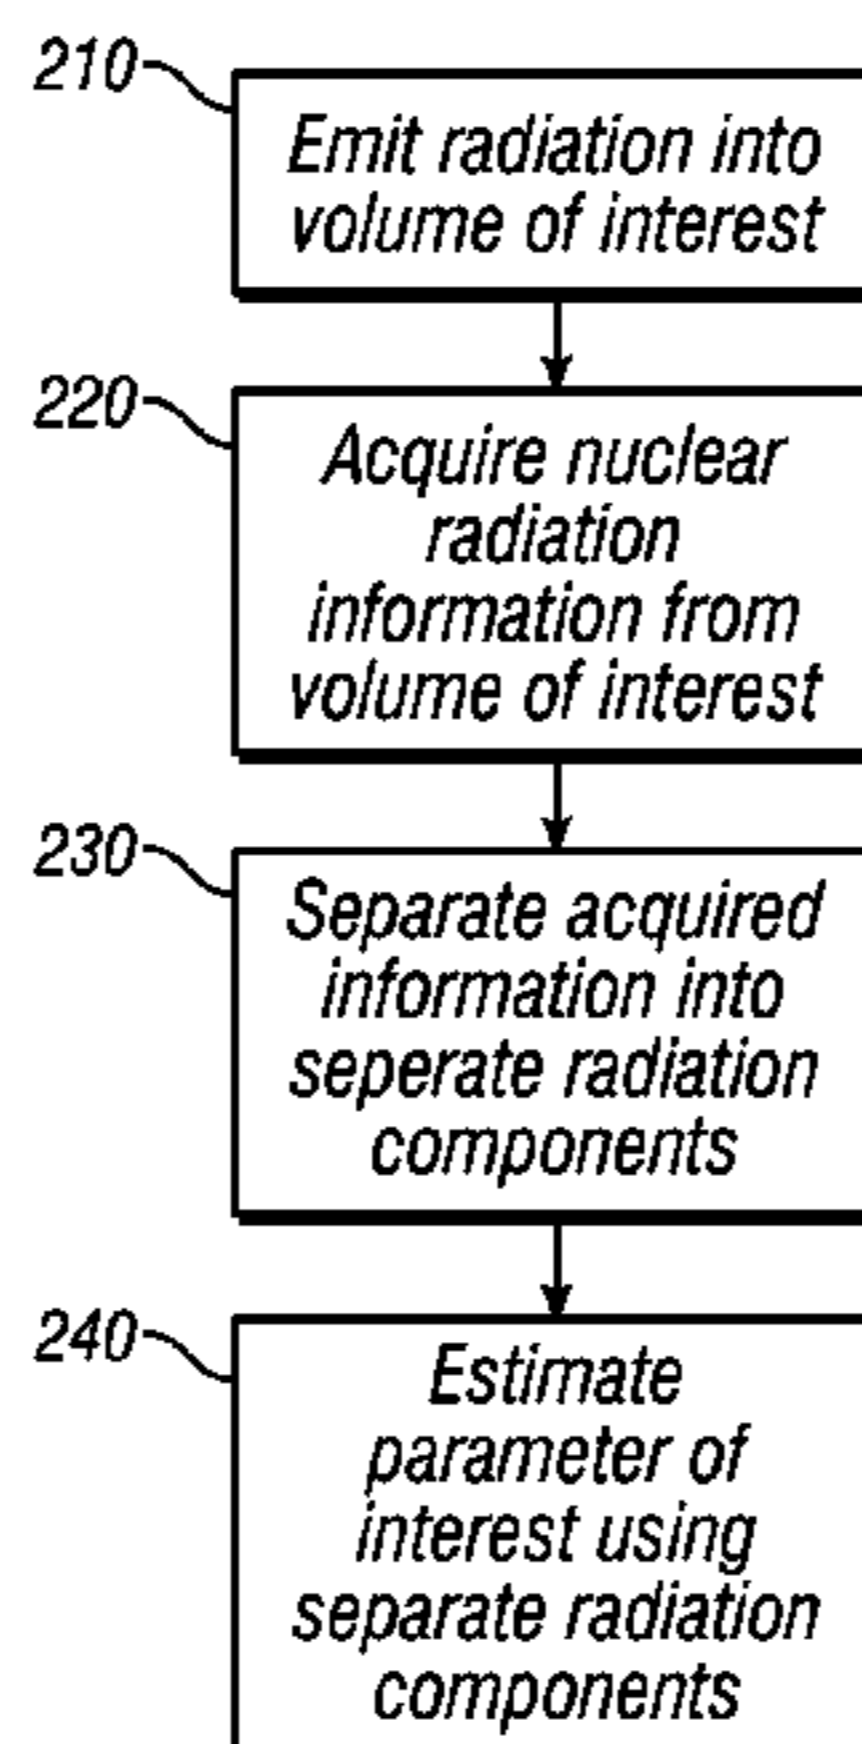 210
Emit radiation into
volume of interest
220
Acquire nuclear
radiation
information from
volume of interest
230
Separate acquired
information into
seperate radiation
components
240
Estimate
parameter of
interest using
separate radiation
components